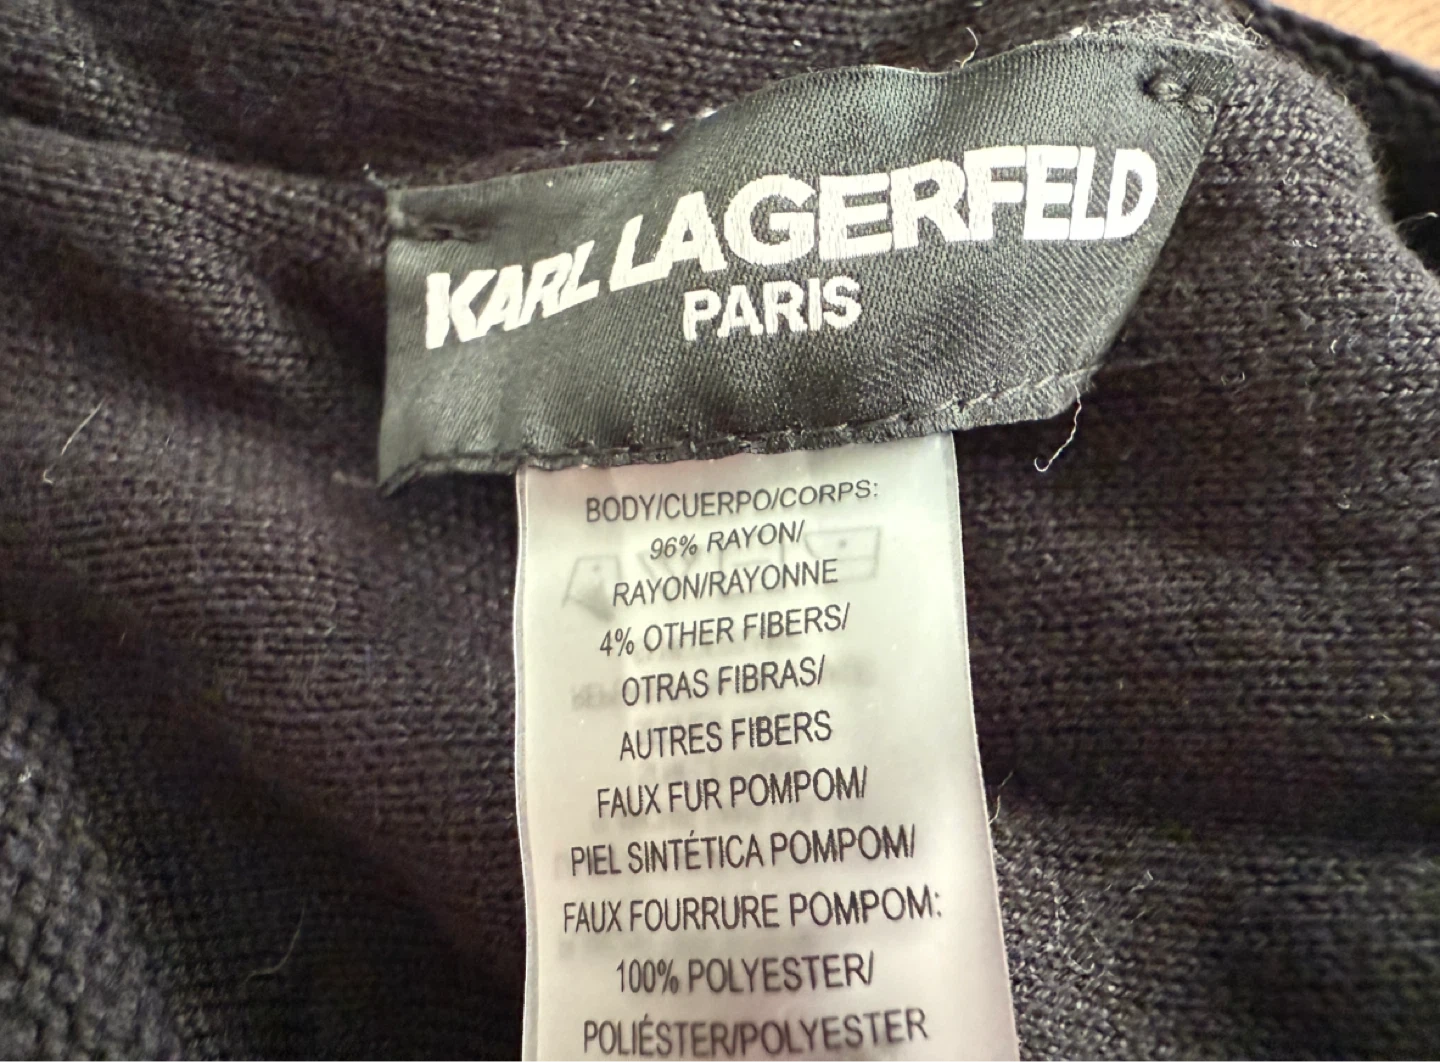 KARL LAGERFELD
PARIS
BODY/CUERPO/CORPS:
96% RAYON/
RAYON/RAYONNE
4% OTHER FIBERS/
OTRAS FIBRAS/
AUTRES FIBERS
FAUX FUR POMPOM/
PIEL SINTÉTICA POMPOM/
FAUX FOURRURE POMPOM:
100% POLYESTER/
POLIÉSTER/POLYESTER